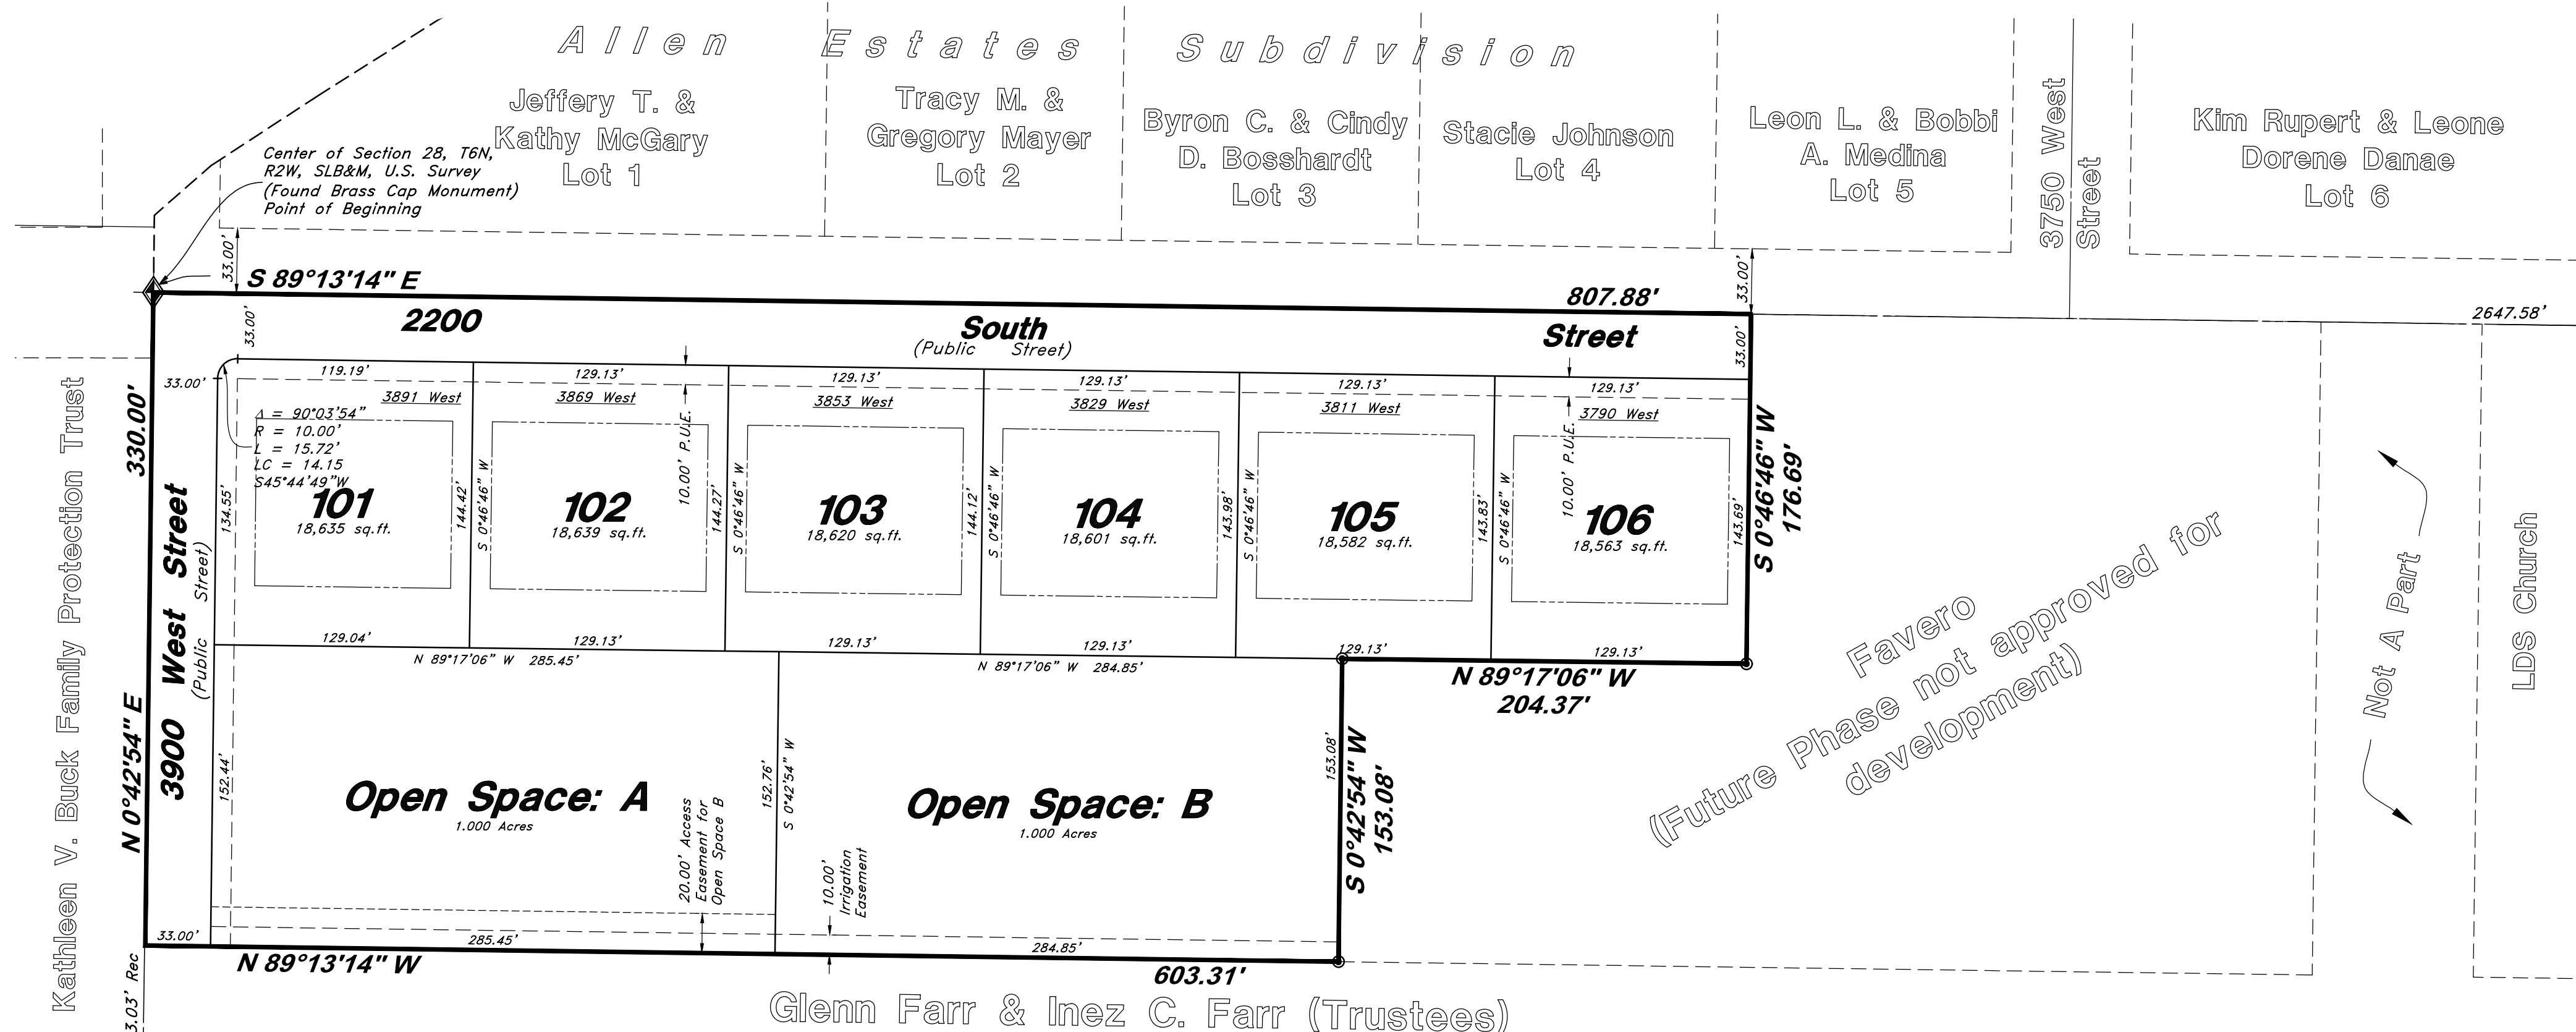 Allen Estates Subdivision
Jeffery T. &
Kathy McGary
Lot 1
Tracy M. &
Gregory Mayer
Lot 2
Byron C. & Cindy
D. Bosshardt
Lot 3
Stacie Johnson
Lot 4
Leon L. & Bobbi
A. Medina
Lot 5
3750 West
Street
Kim Rupert & Leone
Dorene Danae
Lot 6
Center of Section 28, T6N,
R2W, SLB&M, U.S. Survey
(Found Brass Cap Monument)
Point of Beginning
33.00'
S 89°13'14" E
807.88'
33.00'
2647.58'
33.00'
2200 South Street
(Public Street)
33.00'
33.00'
119.19'
129.13'
129.13'
129.13'
129.13'
129.13'
3891 West
3869 West
3853 West
3829 West
3811 West
3790 West
Δ = 90°03'54"
R = 10.00'
L = 15.72'
LC = 14.15
S45°44'49"W
10.00' P.U.E.
10.00' P.U.E.
330.00'
N 0°42'54" E
3900 West Street
(Public Street)
Kathleen V. Buck Family Protection Trust
134.55'
101
18,635 sq.ft.
144.42'
S 0°46'46" W
102
18,639 sq.ft.
144.27'
S 0°46'46" W
103
18,620 sq.ft.
144.12'
S 0°46'46" W
104
18,601 sq.ft.
143.98'
S 0°46'46" W
105
18,582 sq.ft.
143.83'
S 0°46'46" W
106
18,563 sq.ft.
143.69'
S 0°46'46" W
176.69'
129.04'
129.13'
129.13'
129.13'
129.13'
129.13'
N 89°17'06" W 285.45'
N 89°17'06" W 284.85'
N 89°17'06" W
204.37'
152.44'
Open Space: A
1.000 Acres
20.00' Access
Easement for
Open Space B
152.76'
S 0°42'54" W
10.00'
Irrigation
Easement
Open Space: B
1.000 Acres
153.08'
S 0°42'54" W
153.08'
Favero
(Future Phase not approved for
development)
Not A Part
LDS Church
33.00'
285.45'
284.85'
N 89°13'14" W
603.31'
3.03' Rec
Glenn Farr & Inez C. Farr (Trustees)